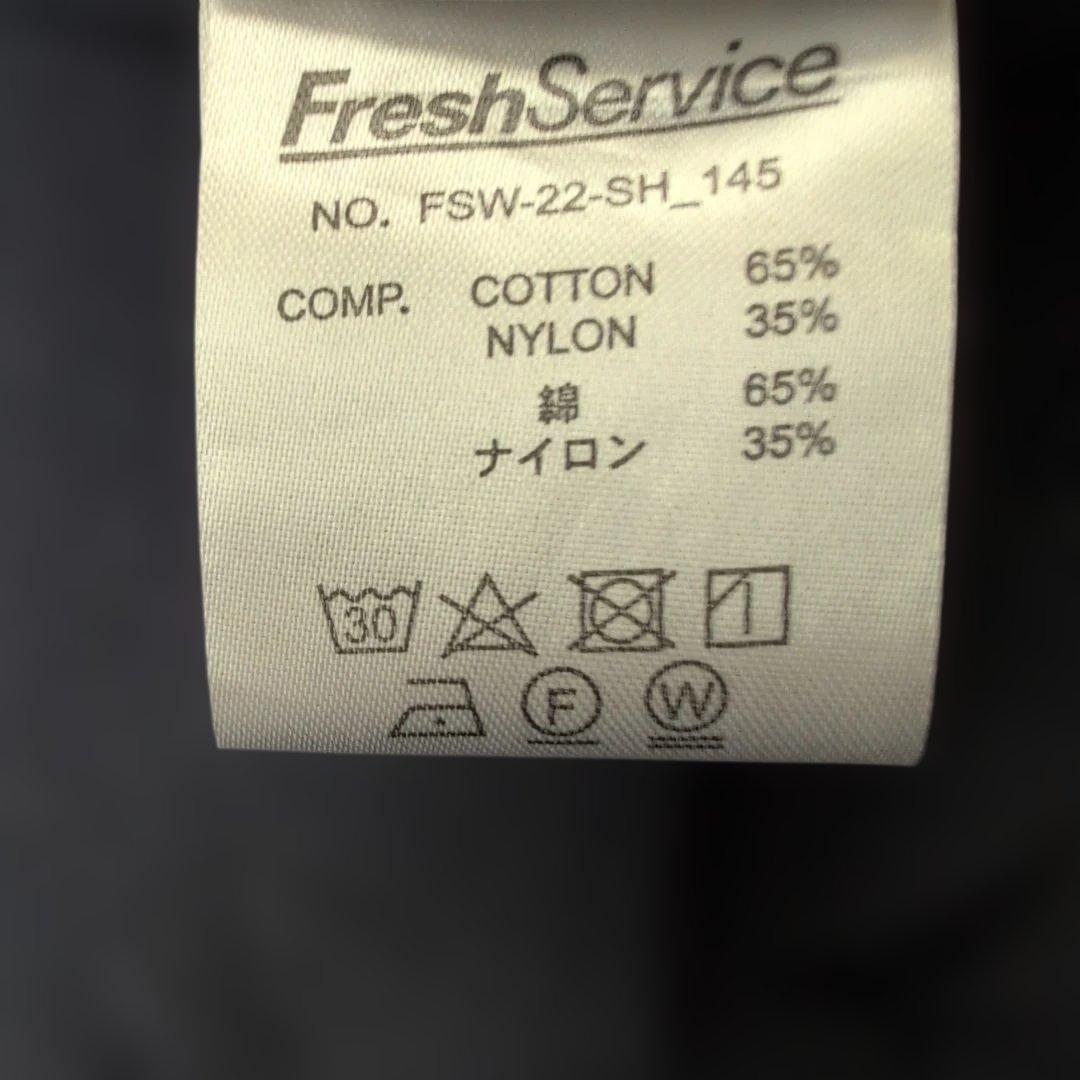 FreshService
NO. FSW-22-SH_145
COMP. COTTON 65%
NYLON 35%
綿 65%
ナイロン 35%
30
F W